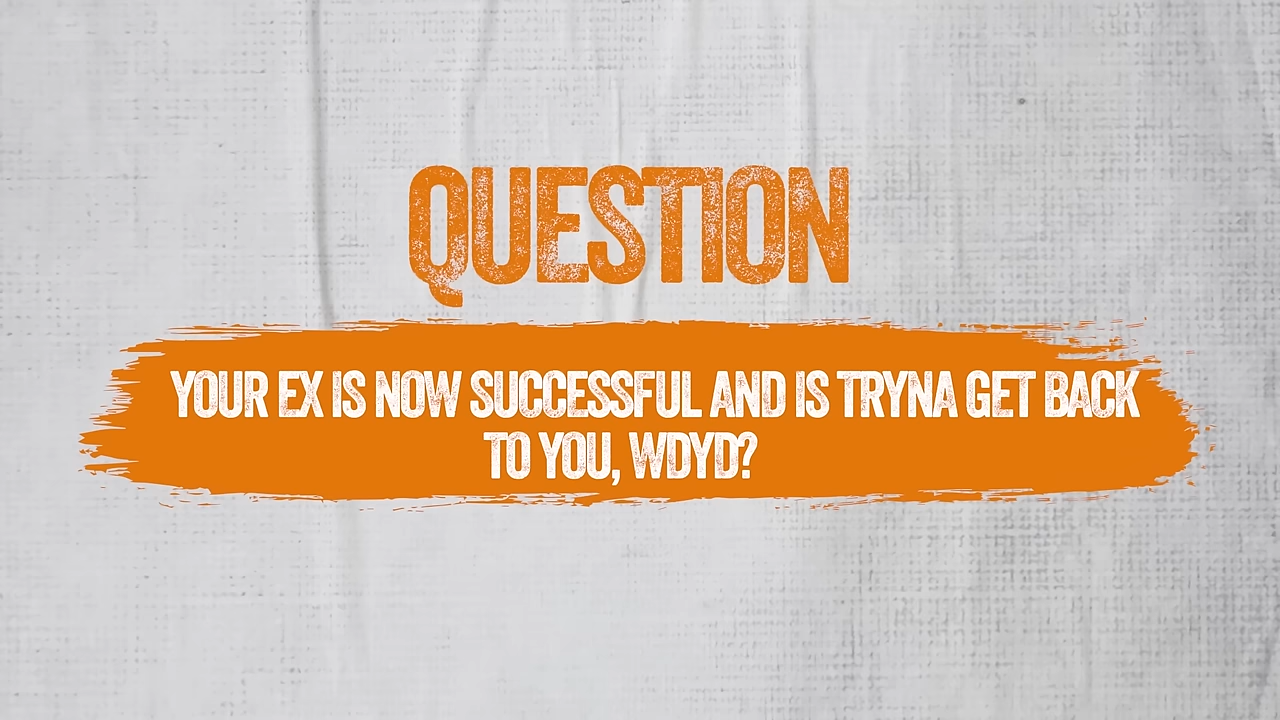 QUESTION
YOUR EX IS NOW SUCCESSFUL AND IS TRYNA GET BACK
TO YOU, WDYD?